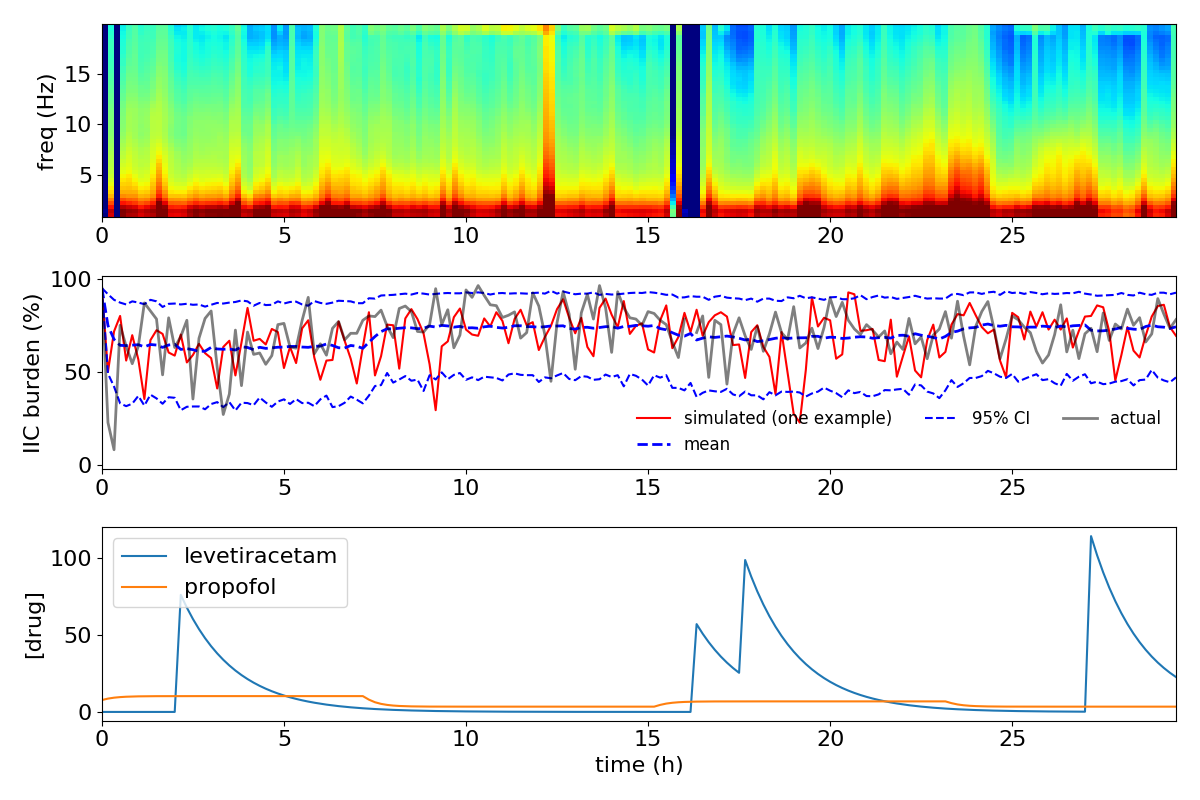 freq (Hz)
15
10
5
0 5 10 15 20 25
IIC burden (%)
100
50
0
simulated (one example) 95% CI actual
mean
0 5 10 15 20 25
[drug]
100
50
0
levetiracetam
propofol
0 5 10 15 20 25
time (h)